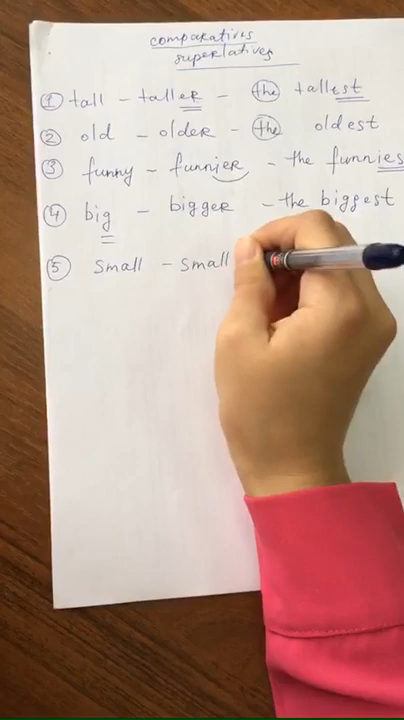 comparatives
superlatives
① tall - taller - the tallest
② old - older - the oldest
③ funny - funnier - the funnies
④ big - bigger - the biggest
⑤ small - small